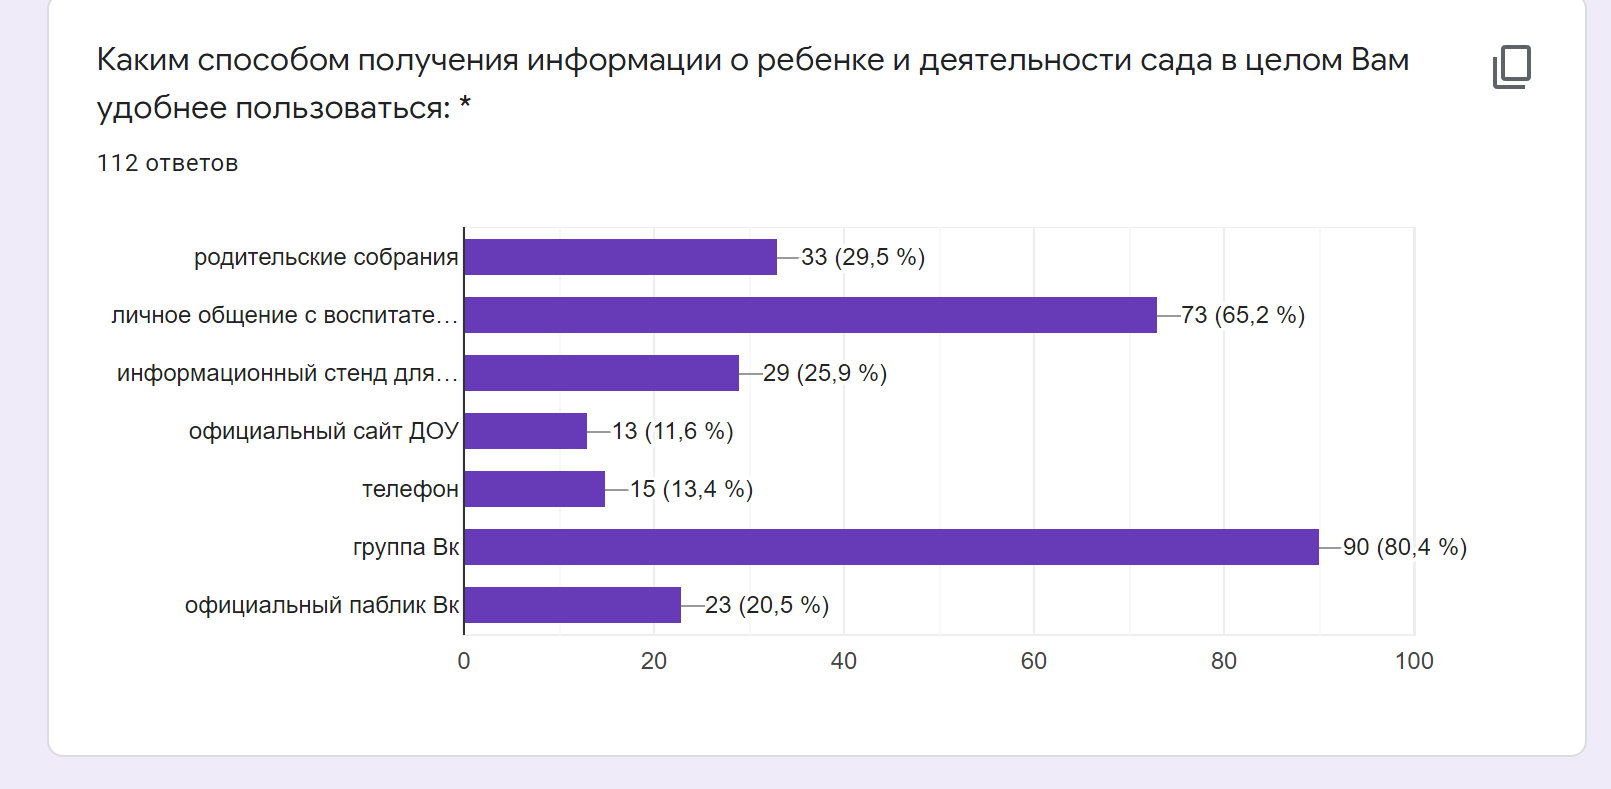 Каким способом получения информации о ребенке и деятельности сада в целом Вам
удобнее пользоваться: *
112 ответов
родительские собрания 33 (29,5 %)
личное общение с воспитате… 73 (65,2 %)
информационный стенд для… 29 (25,9 %)
официальный сайт ДОУ 13 (11,6 %)
телефон 15 (13,4 %)
группа Вк 90 (80,4 %)
официальный паблик Вк 23 (20,5 %)
0 20 40 60 80 100